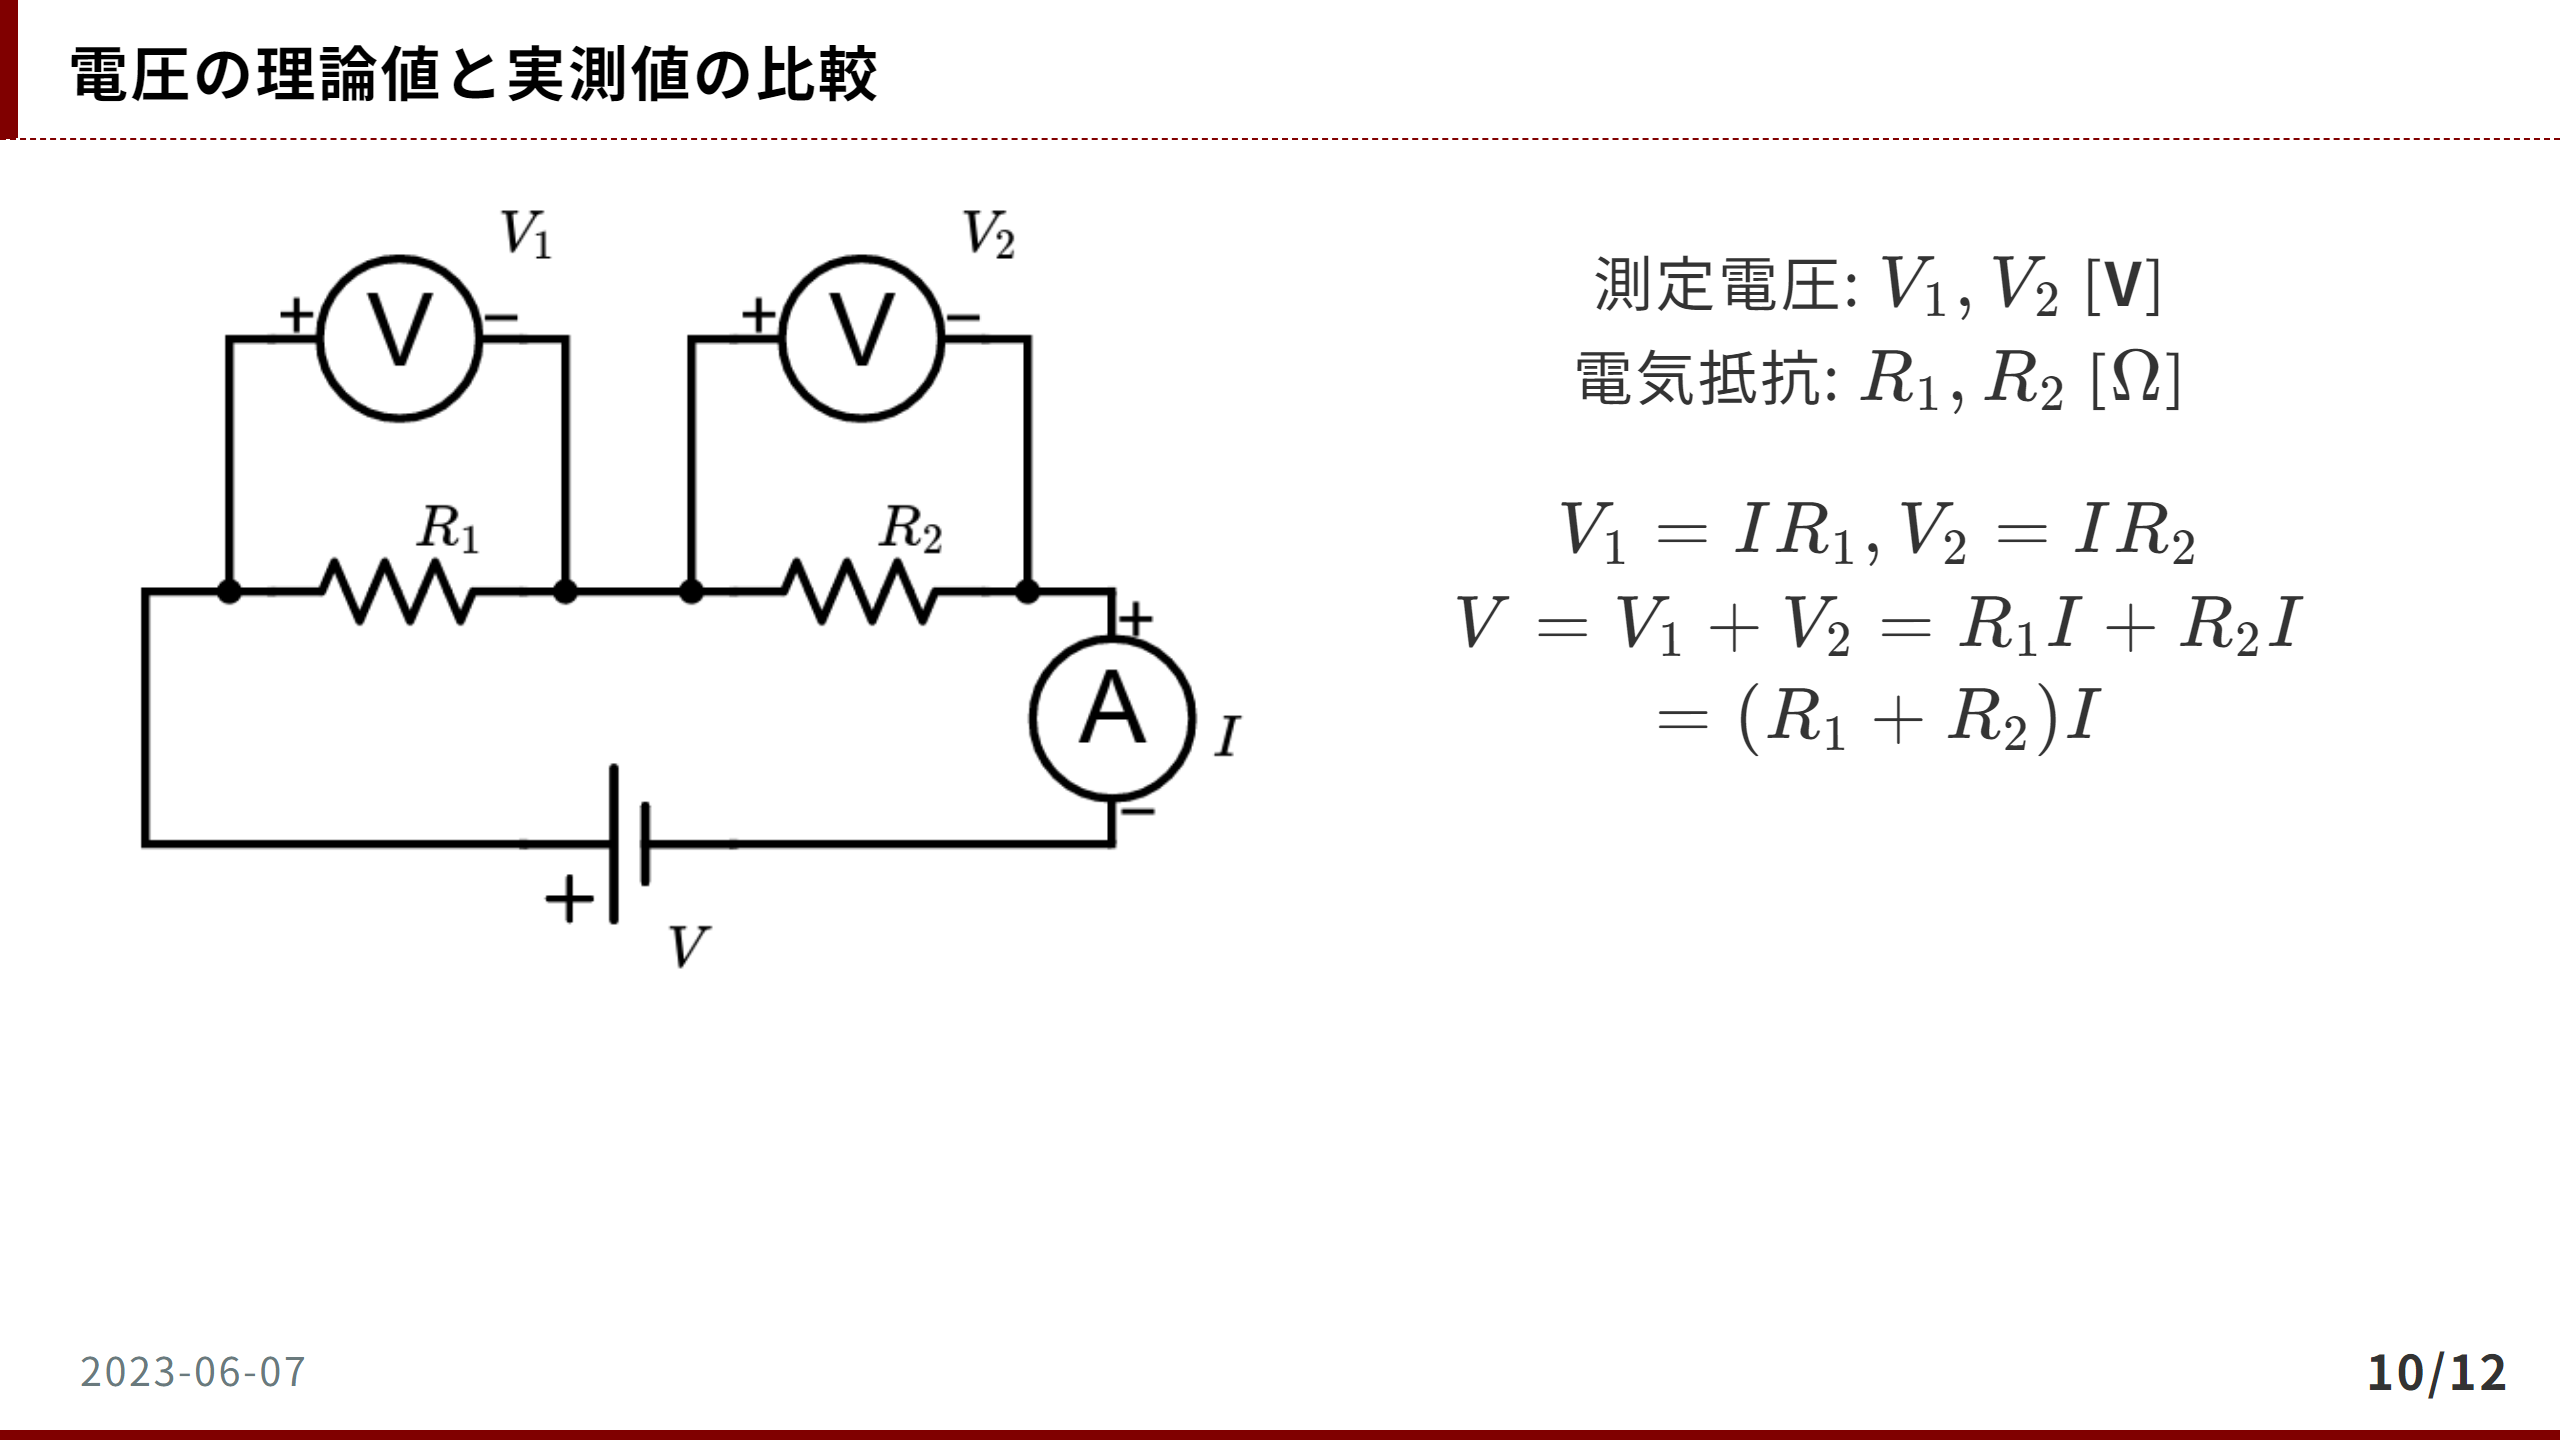 電圧の理論値と実測値の比較
V₁
V₂
+ V −
+ V −
R₁
R₂
+
A
I
−
+
V
測定電圧: V₁, V₂ [V]
電気抵抗: R₁, R₂ [Ω]
V₁ = IR₁, V₂ = IR₂
V = V₁ + V₂ = R₁I + R₂I
= (R₁ + R₂)I
2023-06-07
10/12